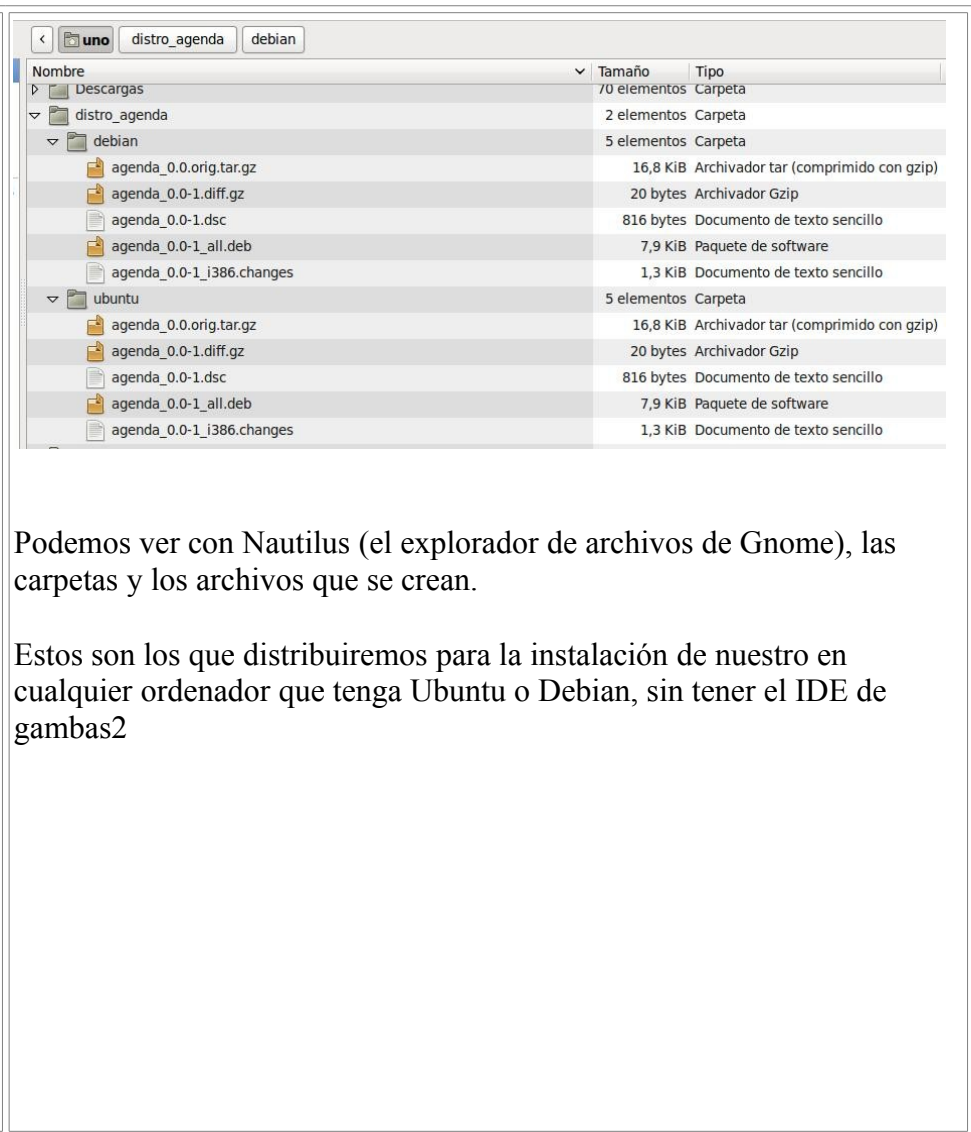 uno distro_agenda debian
Nombre Tamaño Tipo
Descargas 70 elementos Carpeta
distro_agenda 2 elementos Carpeta
debian 5 elementos Carpeta
agenda_0.0.orig.tar.gz 16,8 KiB Archivador tar (comprimido con gzip)
agenda_0.0-1.diff.gz 20 bytes Archivador Gzip
agenda_0.0-1.dsc 816 bytes Documento de texto sencillo
agenda_0.0-1_all.deb 7,9 KiB Paquete de software
agenda_0.0-1_i386.changes 1,3 KiB Documento de texto sencillo
ubuntu 5 elementos Carpeta
agenda_0.0.orig.tar.gz 16,8 KiB Archivador tar (comprimido con gzip)
agenda_0.0-1.diff.gz 20 bytes Archivador Gzip
agenda_0.0-1.dsc 816 bytes Documento de texto sencillo
agenda_0.0-1_all.deb 7,9 KiB Paquete de software
agenda_0.0-1_i386.changes 1,3 KiB Documento de texto sencillo
Podemos ver con Nautilus (el explorador de archivos de Gnome), las
carpetas y los archivos que se crean.
Estos son los que distribuiremos para la instalación de nuestro en
cualquier ordenador que tenga Ubuntu o Debian, sin tener el IDE de
gambas2